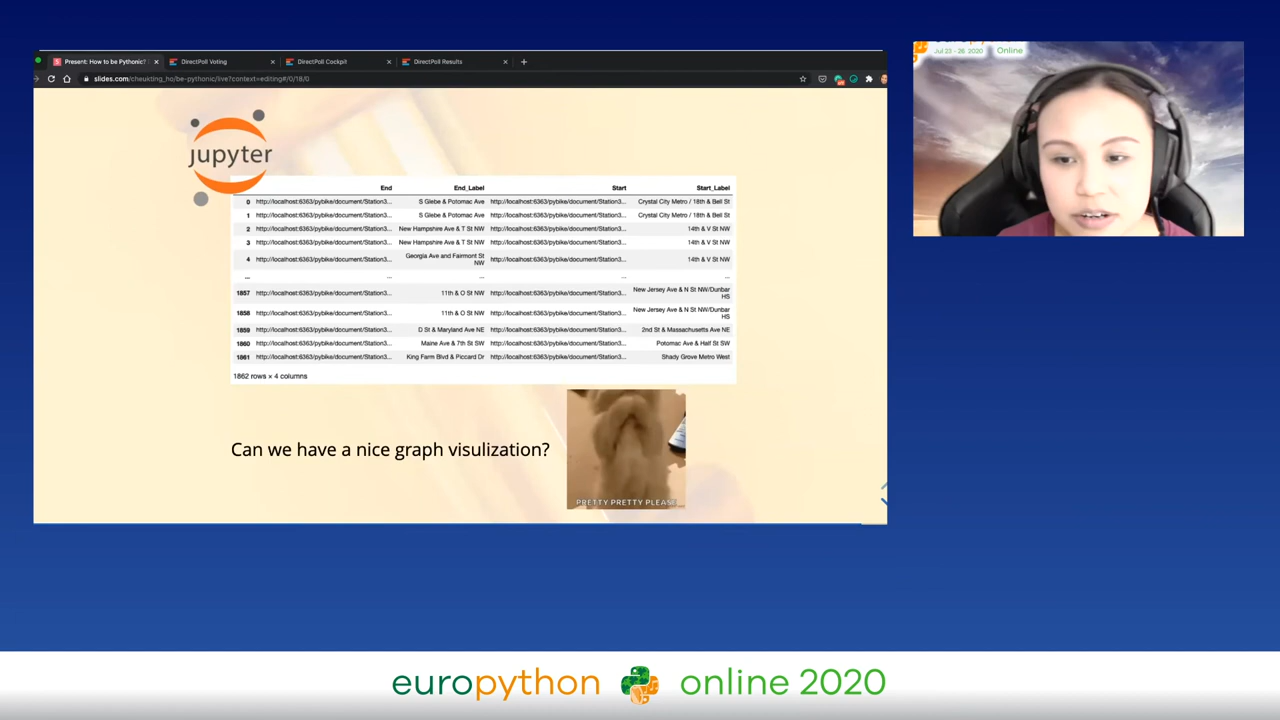 Present: How to be Pythonic?
DirectPoll Voting
DirectPoll Cockpit
DirectPoll Results
slides.com/cheukting_ho/be-pythonic/live?context=editing#/0/18/0
Jul 23 - 26 2020 Online
jupyter
End End_Label Start Start_Label
0 http://localhost:6363/pybike/document/Station3... S Glebe & Potomac Ave http://localhost:6363/pybike/document/Station3... Crystal City Metro / 18th & Bell St
1 http://localhost:6363/pybike/document/Station3... S Glebe & Potomac Ave http://localhost:6363/pybike/document/Station3... Crystal City Metro / 18th & Bell St
2 http://localhost:6363/pybike/document/Station3... New Hampshire Ave & T St NW http://localhost:6363/pybike/document/Station3... 14th & V St NW
3 http://localhost:6363/pybike/document/Station3... New Hampshire Ave & T St NW http://localhost:6363/pybike/document/Station3... 14th & V St NW
4 http://localhost:6363/pybike/document/Station3... Georgia Ave and Fairmont St NW http://localhost:6363/pybike/document/Station3... 14th & V St NW
... ... ... ... ...
1857 http://localhost:6363/pybike/document/Station3... 11th & O St NW http://localhost:6363/pybike/document/Station3... New Jersey Ave & N St NW/Dunbar HS
1858 http://localhost:6363/pybike/document/Station3... 11th & O St NW http://localhost:6363/pybike/document/Station3... New Jersey Ave & N St NW/Dunbar HS
1859 http://localhost:6363/pybike/document/Station3... D St & Maryland Ave NE http://localhost:6363/pybike/document/Station3... 2nd St & Massachusetts Ave NE
1860 http://localhost:6363/pybike/document/Station3... Maine Ave & 7th St SW http://localhost:6363/pybike/document/Station3... Potomac Ave & Half St SW
1861 http://localhost:6363/pybike/document/Station3... King Farm Blvd & Piccard Dr http://localhost:6363/pybike/document/Station3... Shady Grove Metro West
1862 rows × 4 columns
Can we have a nice graph visulization?
PRETTY PRETTY PLEASE
europython online 2020